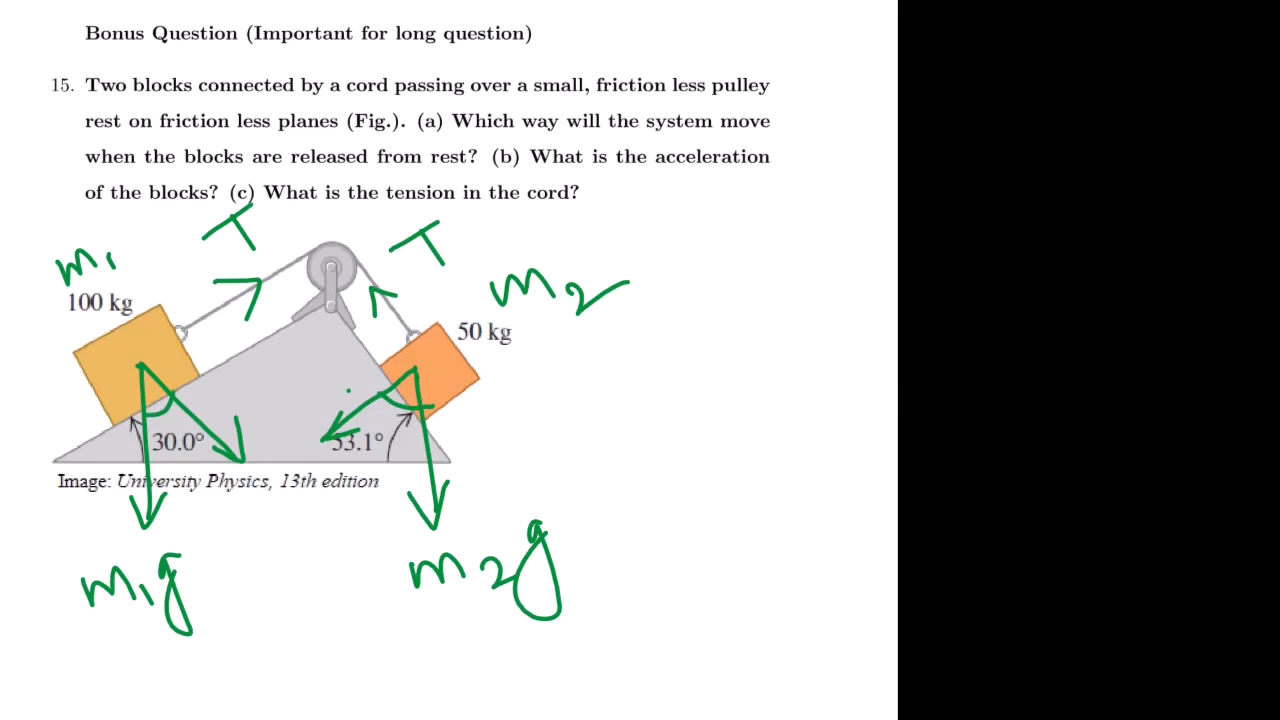 Bonus Question (Important for long question)
15. Two blocks connected by a cord passing over a small, friction less pulley
rest on friction less planes (Fig.). (a) Which way will the system move
when the blocks are released from rest? (b) What is the acceleration
of the blocks? (c) What is the tension in the cord?
T
T
m1
m2
100 kg
50 kg
30.0°
53.1°
Image: University Physics, 13th edition
m1g
m2g